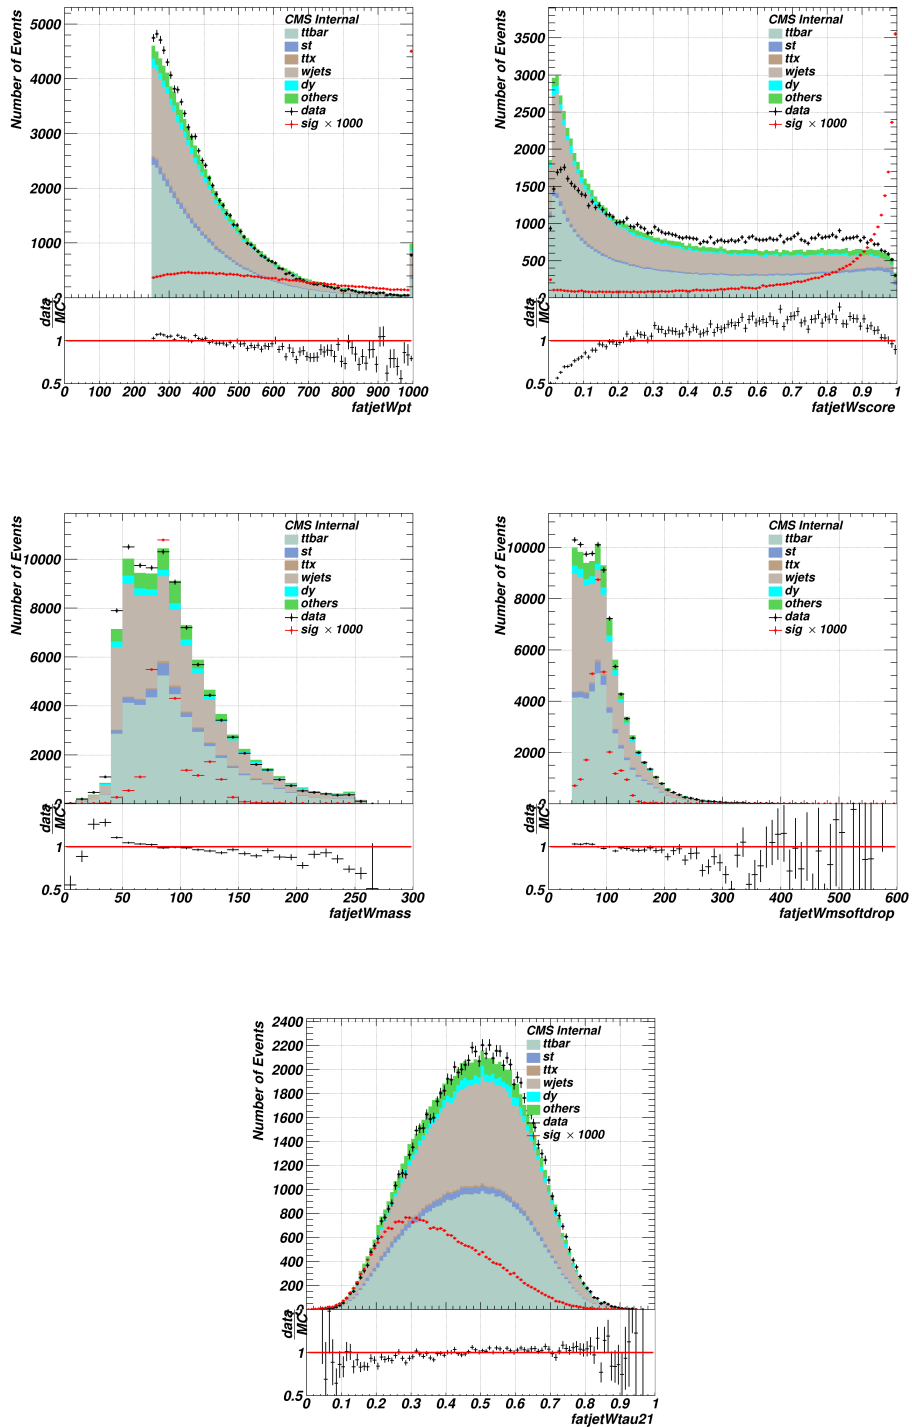 Number of Events
5000
4000
3000
2000
1000
0
CMS Internal
ttbar
st
ttx
wjets
dy
others
data
sig × 1000
data
MC
1
0.5
0 100 200 300 400 500 600 700 800 900 1000
fatjetWpt
Number of Events
3500
3000
2500
2000
1500
1000
500
0
CMS Internal
ttbar
st
ttx
wjets
dy
others
data
sig × 1000
data
MC
1
0.5
0 0.1 0.2 0.3 0.4 0.5 0.6 0.7 0.8 0.9 1
fatjetWscore
Number of Events
10000
8000
6000
4000
2000
0
CMS Internal
ttbar
st
ttx
wjets
dy
others
data
sig × 1000
data
MC
1
0.5
0 50 100 150 200 250 300
fatjetWmass
Number of Events
10000
8000
6000
4000
2000
0
CMS Internal
ttbar
st
ttx
wjets
dy
others
data
sig × 1000
data
MC
1
0.5
0 100 200 300 400 500 600
fatjetWmsoftdrop
Number of Events
2400
2200
2000
1800
1600
1400
1200
1000
800
600
400
200
0
CMS Internal
ttbar
st
ttx
wjets
dy
others
data
sig × 1000
data
MC
1
0.5
0 0.1 0.2 0.3 0.4 0.5 0.6 0.7 0.8 0.9 1
fatjetWtau21